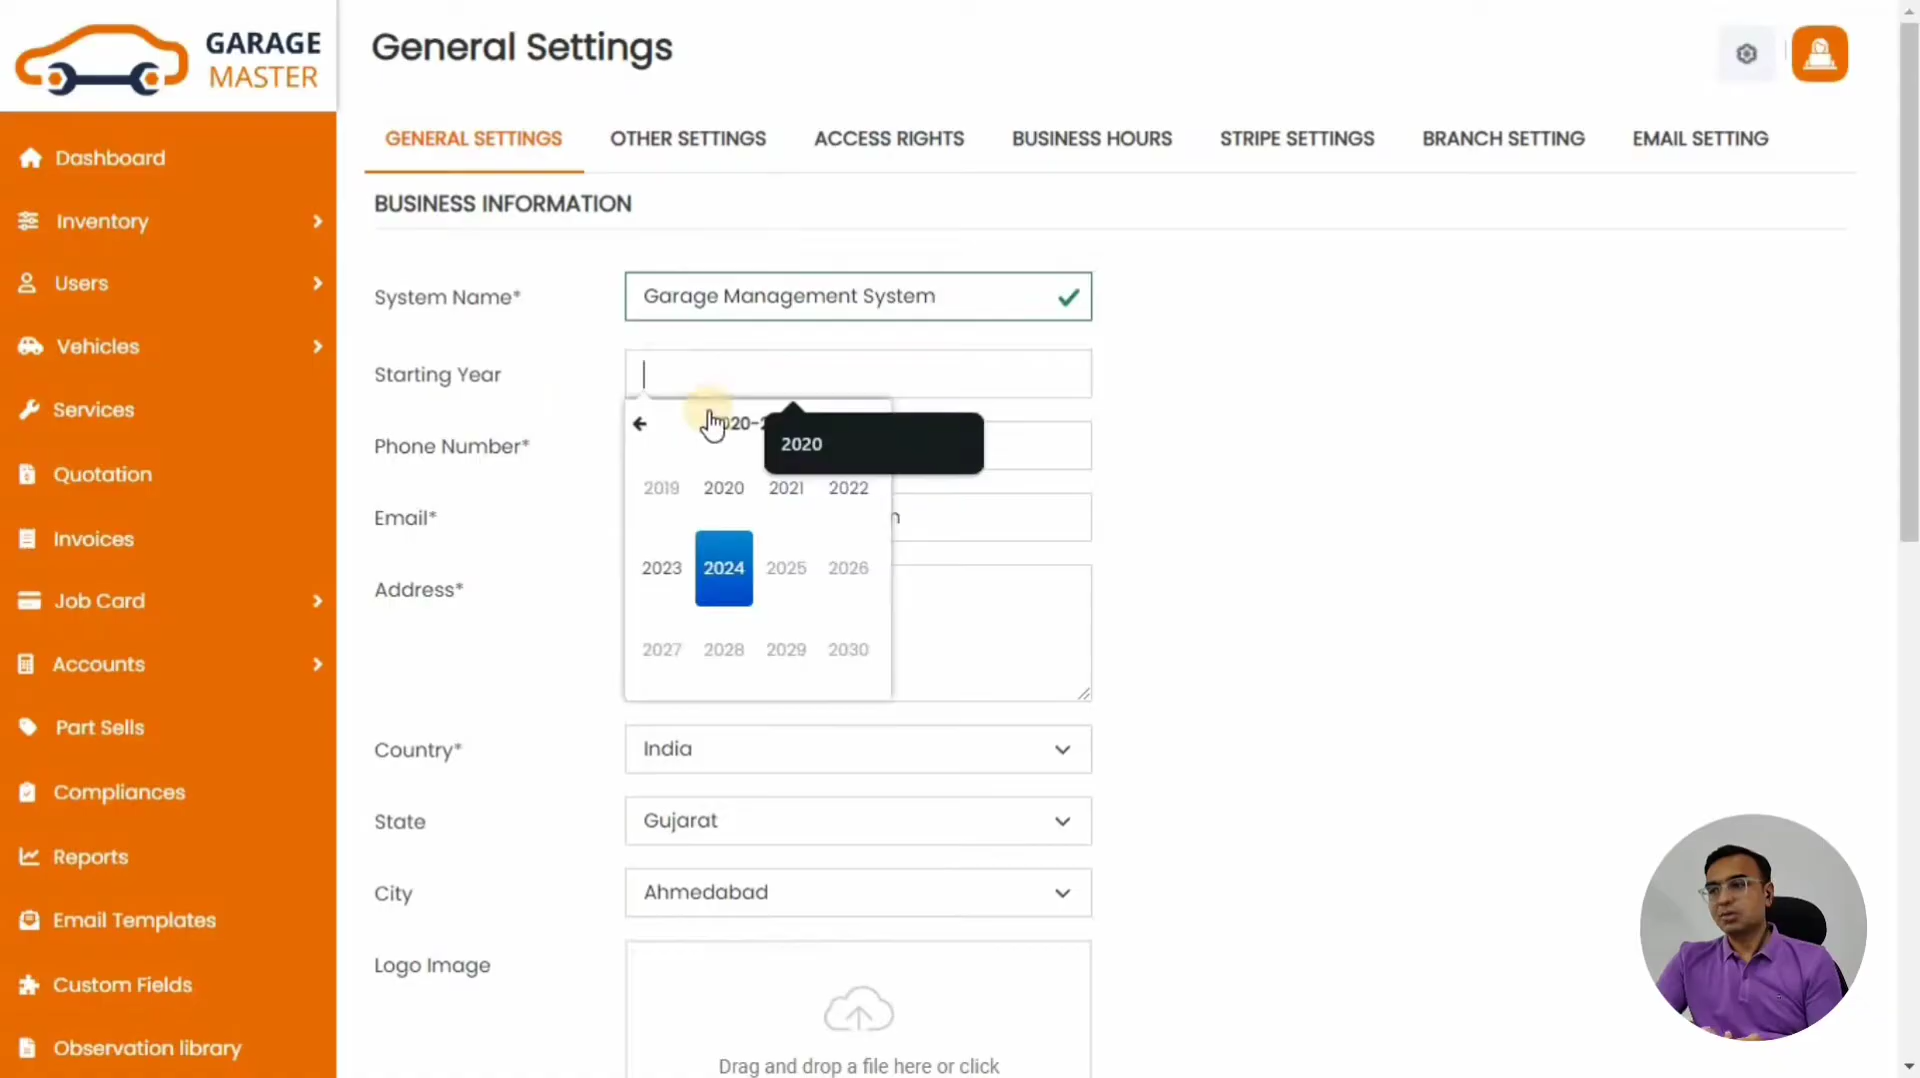 GARAGE
MASTER
General Settings
Dashboard
Inventory
Users
Vehicles
Services
Quotation
Invoices
Job Card
Accounts
Part Sells
Compliances
Reports
Email Templates
Custom Fields
Observation library
GENERAL SETTINGS OTHER SETTINGS ACCESS RIGHTS BUSINESS HOURS STRIPE SETTINGS BRANCH SETTING EMAIL SETTING
BUSINESS INFORMATION
System Name* Garage Management System
Starting Year
2020
2019 2020 2021 2022
2023 2024 2025 2026
2027 2028 2029 2030
Phone Number*
Email*
Address*
Country* India
State Gujarat
City Ahmedabad
Logo Image
Drag and drop a file here or click